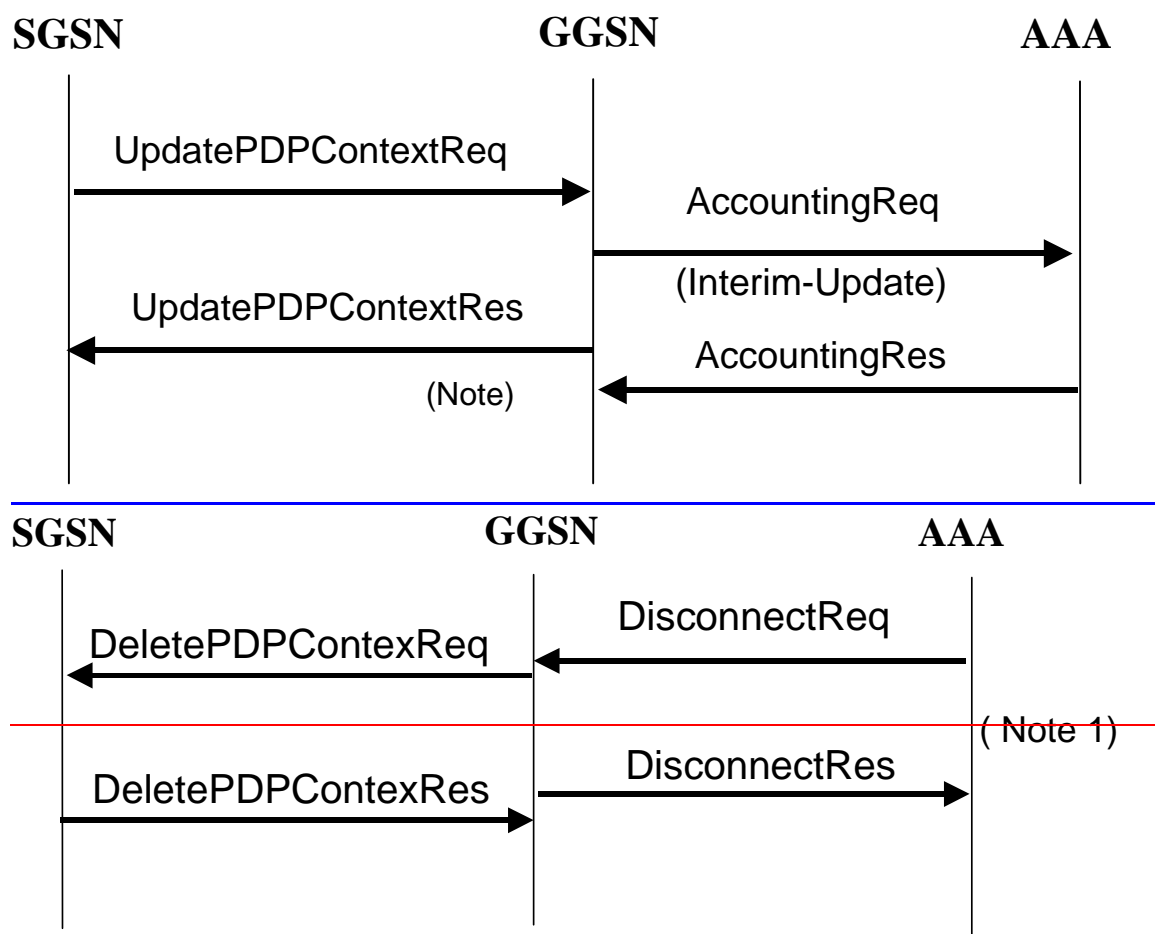 SGSN GGSN AAA
UpdatePDPContextReq
AccountingReq
(Interim-Update)
UpdatePDPContextRes
AccountingRes
(Note)
SGSN GGSN AAA
DisconnectReq
DeletePDPContexReq
( Note 1)
DisconnectRes
DeletePDPContexRes